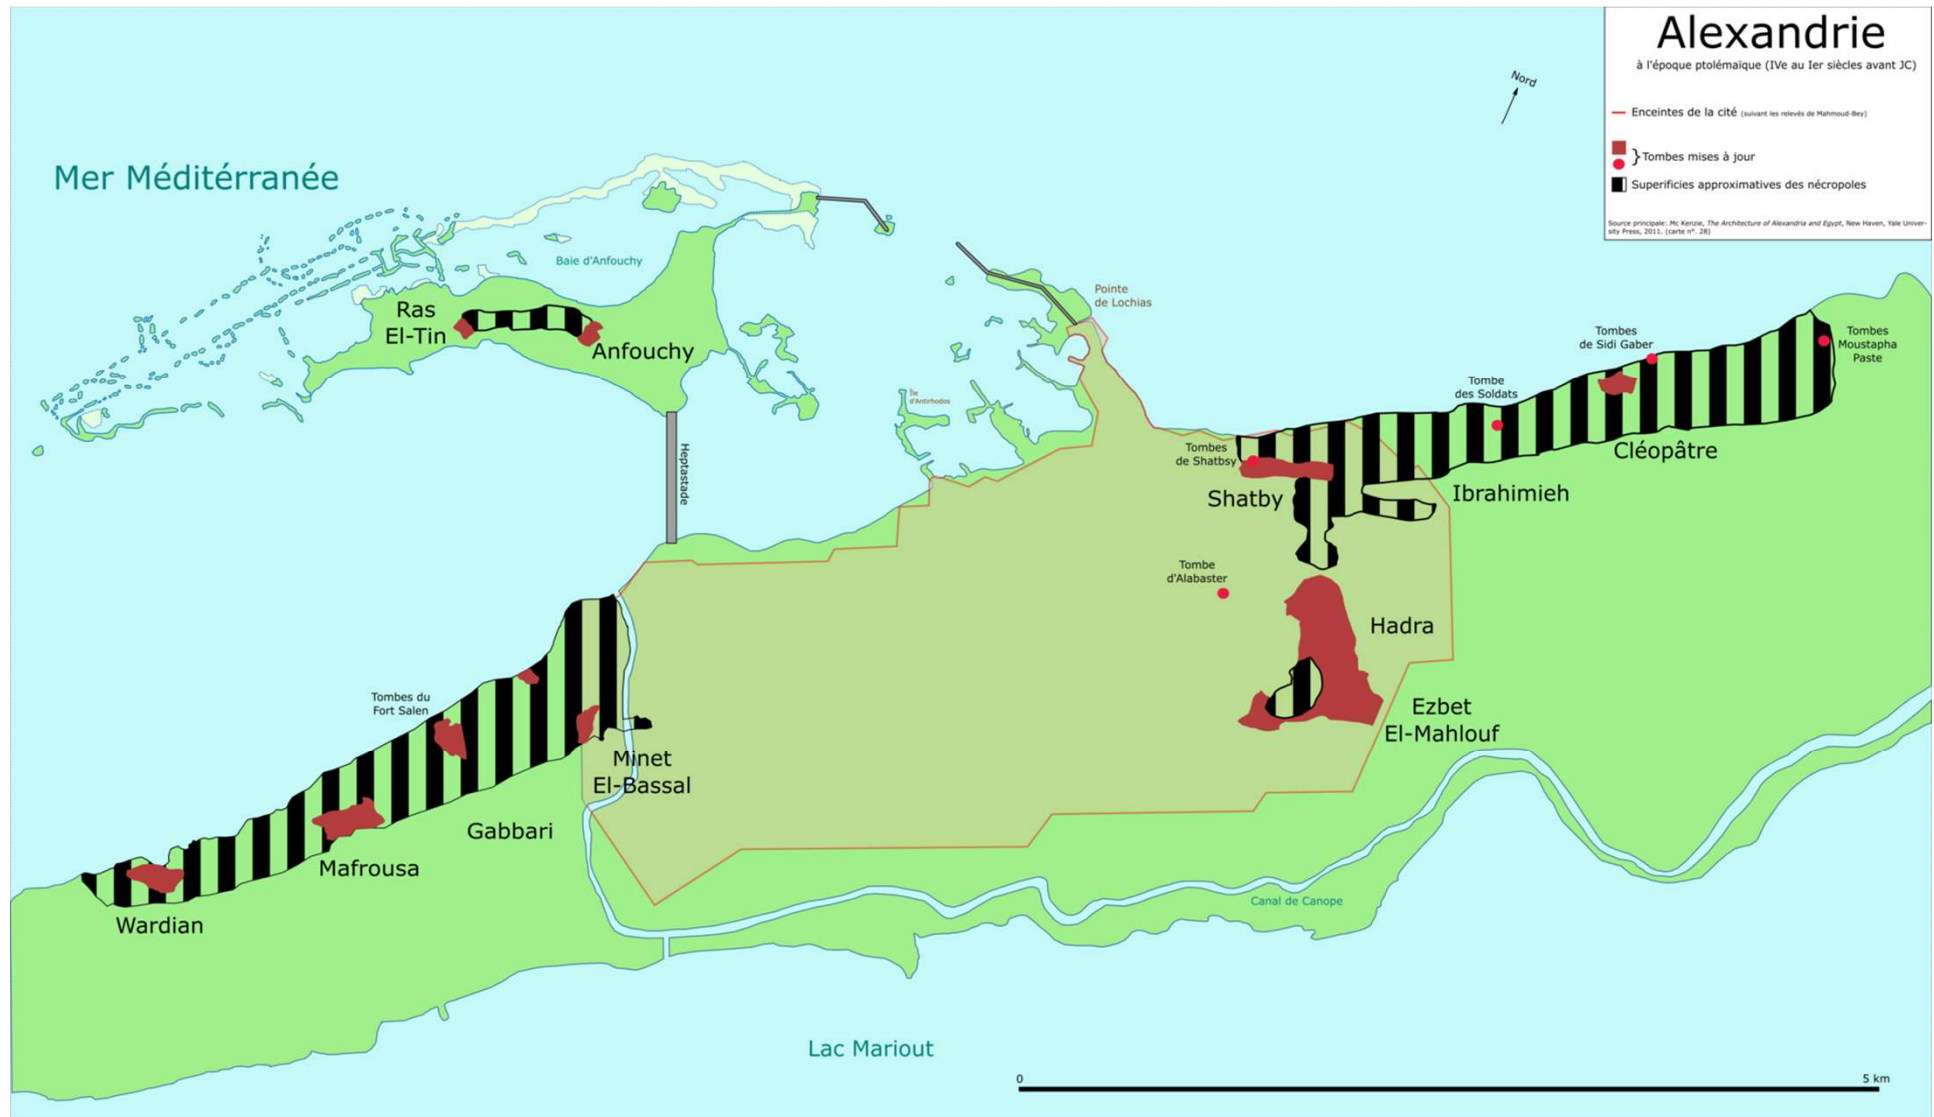 Alexandrie
à l'époque ptolémaïque (IVe au Ier siècles avant JC)
Enceintes de la cité (suivant les relevés de Mahmoud-Bey)
}Tombes mises à jour
Superificies approximatives des nécropoles
Source principale: Mc Kenzie, The Architecture of Alexandria and Egypt, New Haven, Yale Univer-
sity Press, 2011. (carte n°. 28)
Nord
Mer Méditérranée
Baie d'Anfouchy
Pointe
de Lochias
Ras
El-Tin
Anfouchy
Île
d'Antirhodos
Heptastade
Tombes
de Sidi Gaber
Tombes
Moustapha
Paste
Tombe
des Soldats
Cléopâtre
Tombes
de Shatbsy
Shatby
Ibrahimieh
Tombe
d'Alabaster
Hadra
Ezbet
El-Mahlouf
Tombes du
Fort Salen
Minet
El-Bassal
Gabbari
Mafrousa
Wardian
Canal de Canope
Lac Mariout
0
5 km